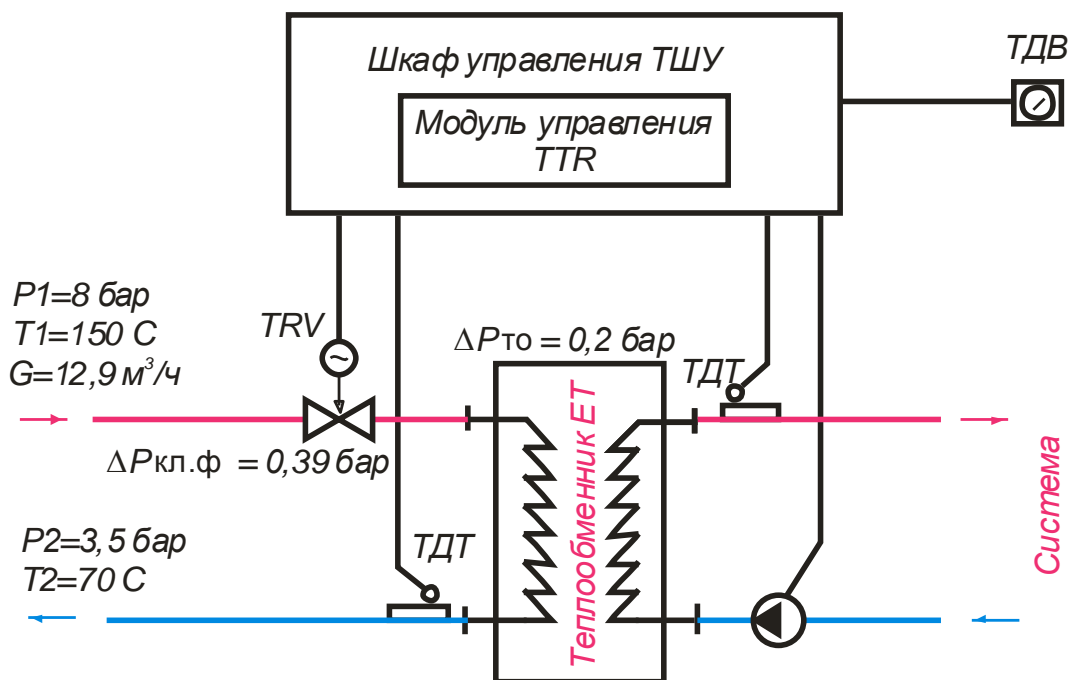 Шкаф управления ТШУ
Модуль управления
TTR
ТДВ
P1=8 бар
T1=150 C
G=12,9 м³/ч
TRV
ΔPто = 0,2 бар
ТДТ
ΔPкл.ф = 0,39 бар
P2=3,5 бар
T2=70 C
ТДТ
Теплообменник ЕТ
Система